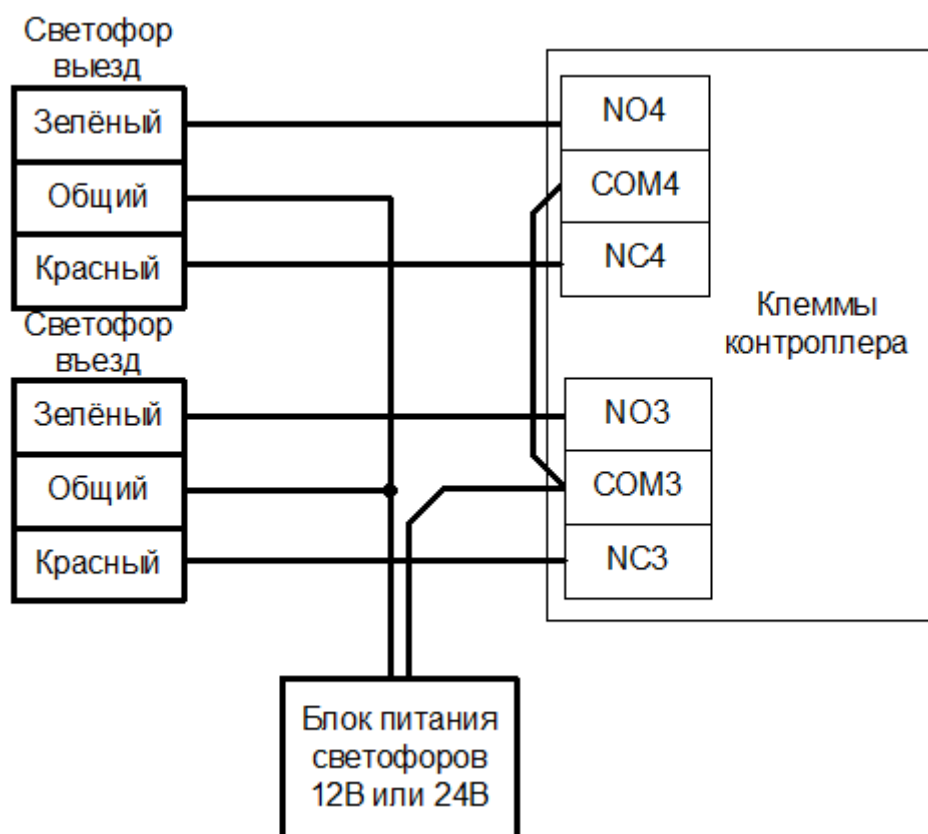 Светофор
выезд
Зелёный
Общий
Красный
Светофор
въезд
Зелёный
Общий
Красный
NO4
COM4
NC4
Клеммы
контроллера
NO3
COM3
NC3
Блок питания
светофоров
12В или 24В